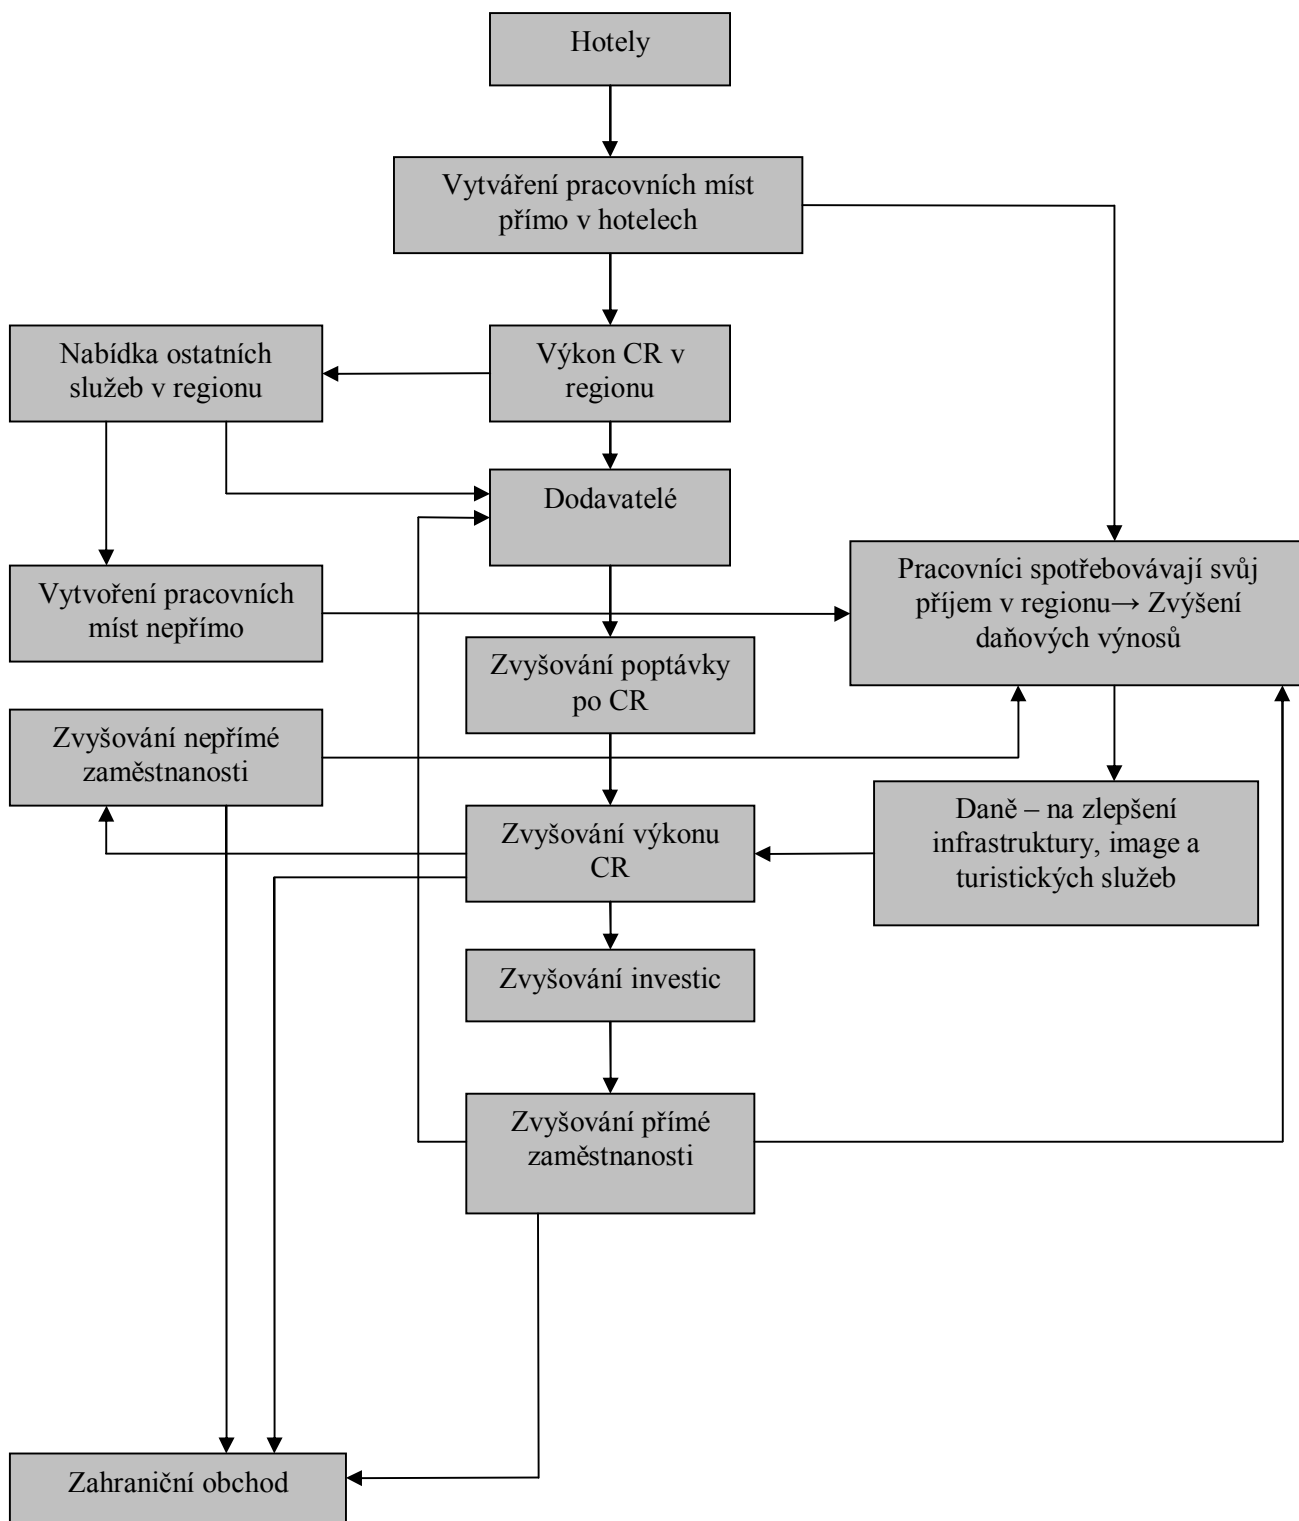 Hotely
Vytváření pracovních míst
přímo v hotelech
Nabídka ostatních
služeb v regionu
Výkon CR v
regionu
Dodavatelé
Vytvoření pracovních
míst nepřímo
Pracovníci spotřebovávají svůj
příjem v regionu→ Zvýšení
daňových výnosů
Zvyšování poptávky
po CR
Zvyšování nepřímé
zaměstnanosti
Zvyšování výkonu
CR
Daně – na zlepšení
infrastruktury, image a
turistických služeb
Zvyšování investic
Zvyšování přímé
zaměstnanosti
Zahraniční obchod